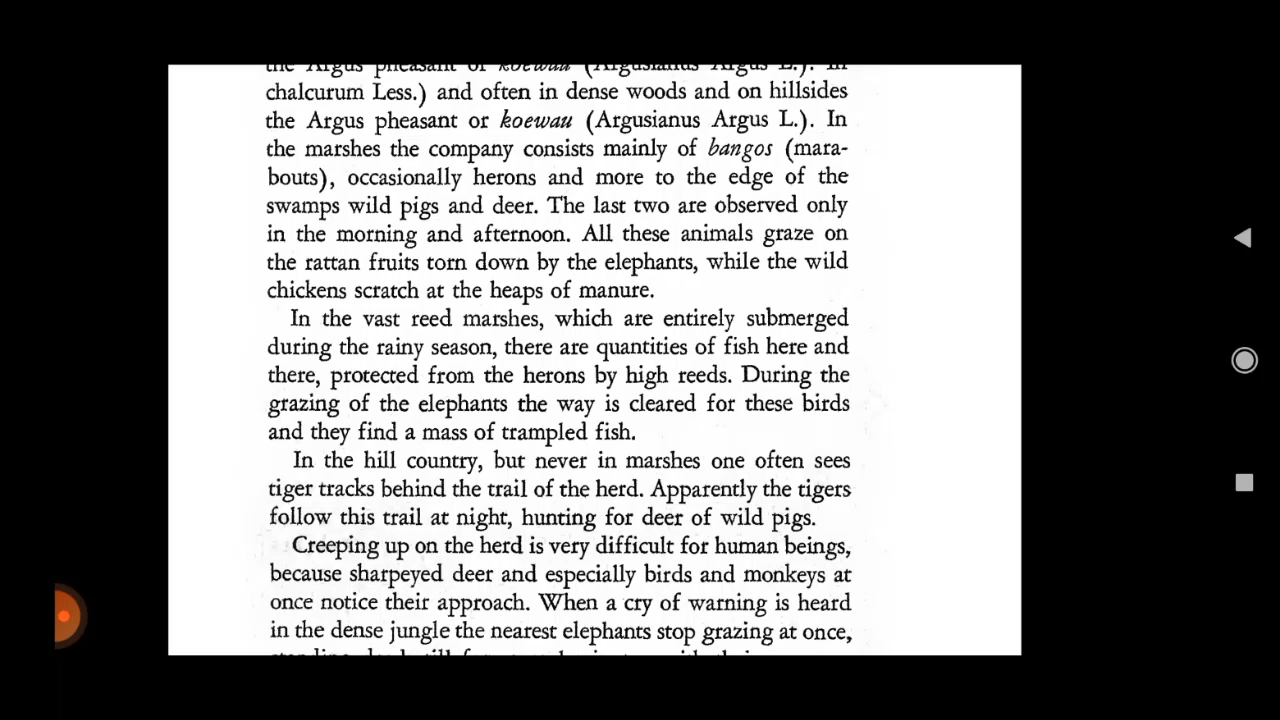 the Argus pheasant or koewau (Argusianus Argus L.). In
chalcurum Less.) and often in dense woods and on hillsides
the Argus pheasant or koewau (Argusianus Argus L.). In
the marshes the company consists mainly of bangos (mara-
bouts), occasionally herons and more to the edge of the
swamps wild pigs and deer. The last two are observed only
in the morning and afternoon. All these animals graze on
the rattan fruits torn down by the elephants, while the wild
chickens scratch at the heaps of manure.
In the vast reed marshes, which are entirely submerged
during the rainy season, there are quantities of fish here and
there, protected from the herons by high reeds. During the
grazing of the elephants the way is cleared for these birds
and they find a mass of trampled fish.
In the hill country, but never in marshes one often sees
tiger tracks behind the trail of the herd. Apparently the tigers
follow this trail at night, hunting for deer of wild pigs.
Creeping up on the herd is very difficult for human beings,
because sharpeyed deer and especially birds and monkeys at
once notice their approach. When a cry of warning is heard
in the dense jungle the nearest elephants stop grazing at once,